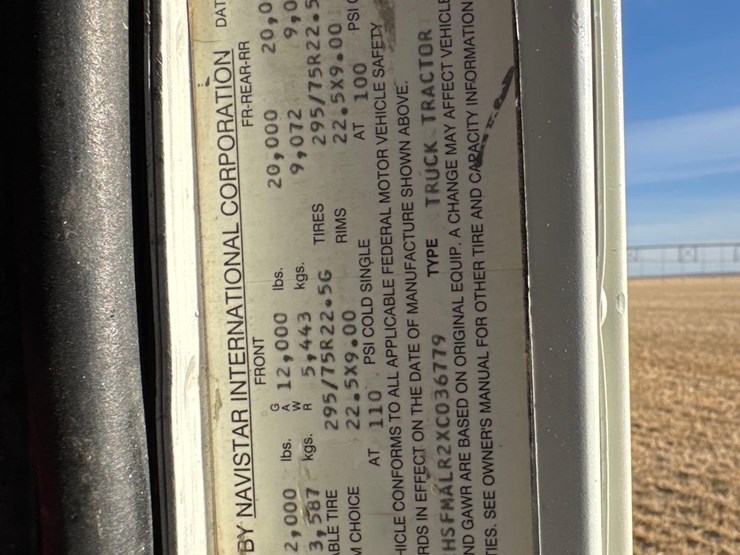 BY NAVISTAR INTERNATIONAL CORPORATION DAT
FRONT FR-REAR-RR
2,000 lbs. G A W R 12,000 lbs. 20,000 20,0
3,587 kgs. 5,443 kgs. 9,072 9,0
ABLE TIRE 295/75R22.5G TIRES 295/75R22.5
M CHOICE 22.5X9.00 RIMS 22.5X9.00
AT 110 PSI COLD SINGLE AT 100 PSI C
HICLE CONFORMS TO ALL APPLICABLE FEDERAL MOTOR VEHICLE SAFETY
RDS IN EFFECT ON THE DATE OF MANUFACTURE SHOWN ABOVE.
HSFMALR2XC036779 TYPE TRUCK TRACTOR
ND GAWR ARE BASED ON ORIGINAL EQUIP. A CHANGE MAY AFFECT VEHICLE
TIES. SEE OWNER'S MANUAL FOR OTHER TIRE AND CAPACITY INFORMATION